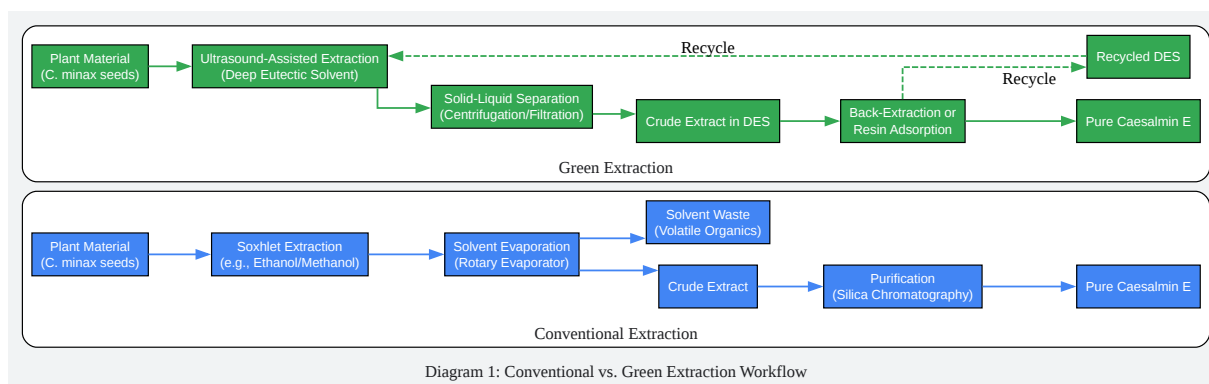 Recycle
Plant Material
(C. minax seeds)
Ultrasound-Assisted Extraction
(Deep Eutectic Solvent)
Recycled DES
Recycle
Solid-Liquid Separation
(Centrifugation/Filtration)
Crude Extract in DES
Back-Extraction or
Resin Adsorption
Pure Caesalmin E
Green Extraction
Plant Material
(C. minax seeds)
Soxhlet Extraction
(e.g., Ethanol/Methanol)
Solvent Evaporation
(Rotary Evaporator)
Solvent Waste
(Volatile Organics)
Crude Extract
Purification
(Silica Chromatography)
Pure Caesalmin E
Conventional Extraction
Diagram 1: Conventional vs. Green Extraction Workflow